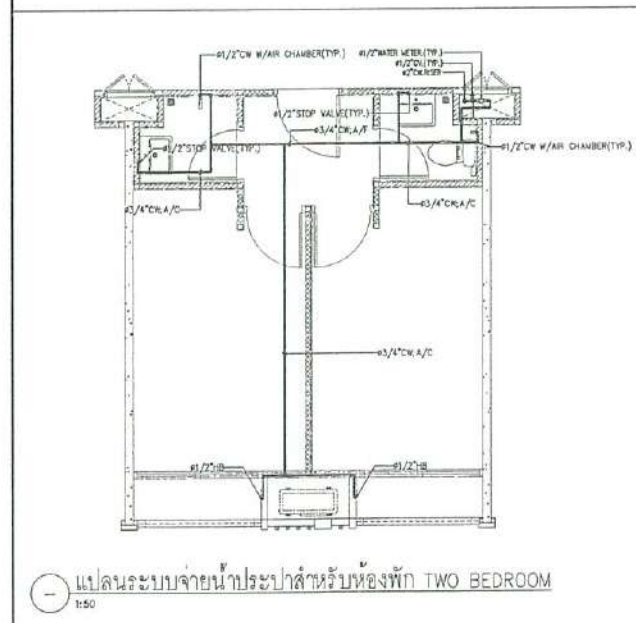 ø1/2"CW W/AIR CHAMBER(TYP.)
ø1/2"WATER METER.(TYP.)
ø1/2"GV.(TYP.)
ø2"CW.RISER
ø1/2"STOP VALVE(TYP.)
ø3/4"CW;A/F
ø1/2"STOP VALVE(TYP.)
ø1/2"CW W/AIR CHAMBER(TYP.)
ø3/4"CW;A/C
ø3/4"CW;A/C
ø3/4"CW;A/C
ø1/2"HB
ø1/2"HB
แปลนระบบจ่ายน้ำประปาสำหรับห้องพัก TWO BEDROOM
1:50